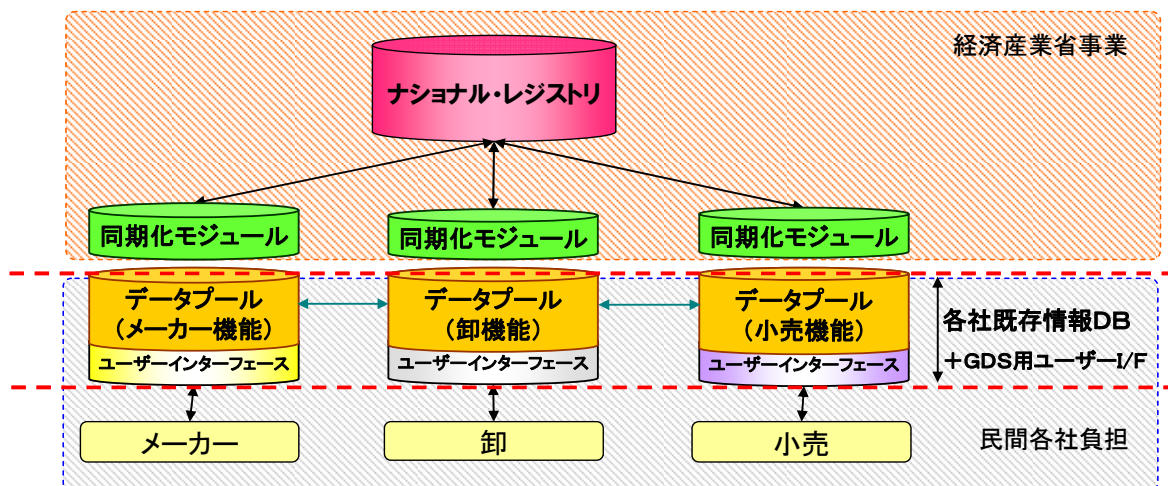 経済産業省事業
ナショナル・レジストリ
同期化モジュール
同期化モジュール
同期化モジュール
データプール
(メーカー機能)
ユーザーインターフェース
データプール
(卸機能)
ユーザーインターフェース
データプール
(小売機能)
ユーザーインターフェース
各社既存情報DB
+GDS用ユーザーI/F
メーカー
卸
小売
民間各社負担